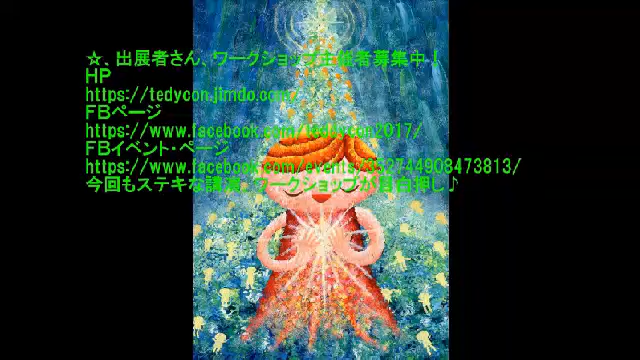 ☆、出展者さん、ワークショップ主催者募集中！
ＨＰ
https://tedycon.jimdo.com/
ＦＢページ
https://www.facebook.com/teddycon2017/
ＦＢイベント・ページ
https://www.facebook.com/events/352744908473813/
今回もステキな講演、ワークショップが目白押し♪